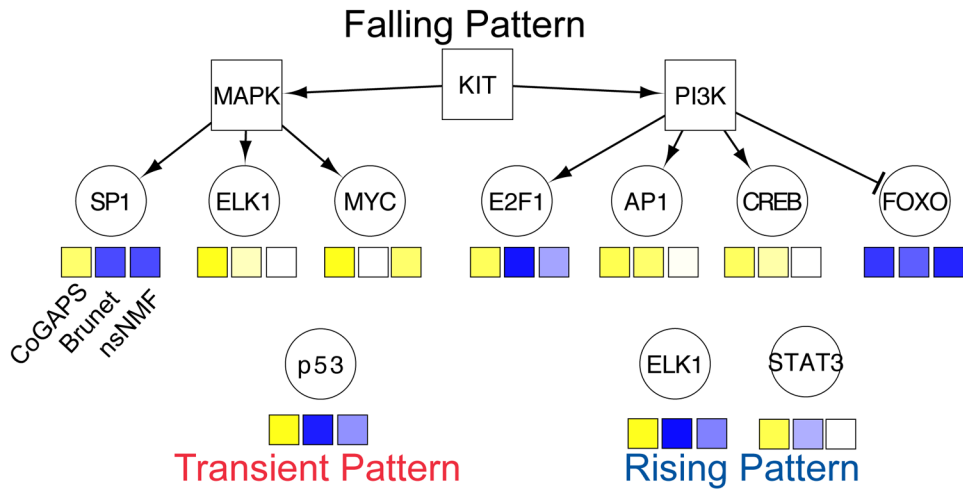 Falling Pattern
KIT
MAPK
PI3K
SP1
ELK1
MYC
E2F1
AP1
CREB
FOXO
CoGAPS
Brunet
nsNMF
p53
ELK1
STAT3
Transient Pattern
Rising Pattern